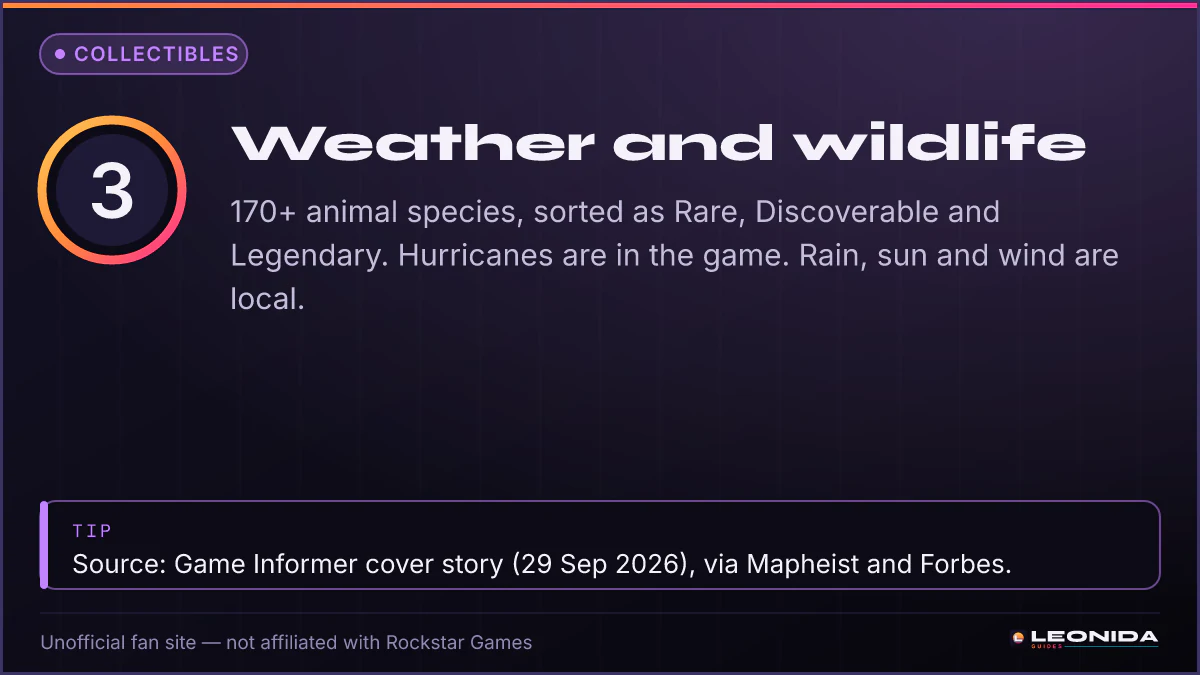 COLLECTIBLES
3
Weather and wildlife
170+ animal species, sorted as Rare, Discoverable and
Legendary. Hurricanes are in the game. Rain, sun and wind are
local.
TIP
Source: Game Informer cover story (29 Sep 2026), via Mapheist and Forbes.
Unofficial fan site — not affiliated with Rockstar Games
LEONIDA
GUIDES